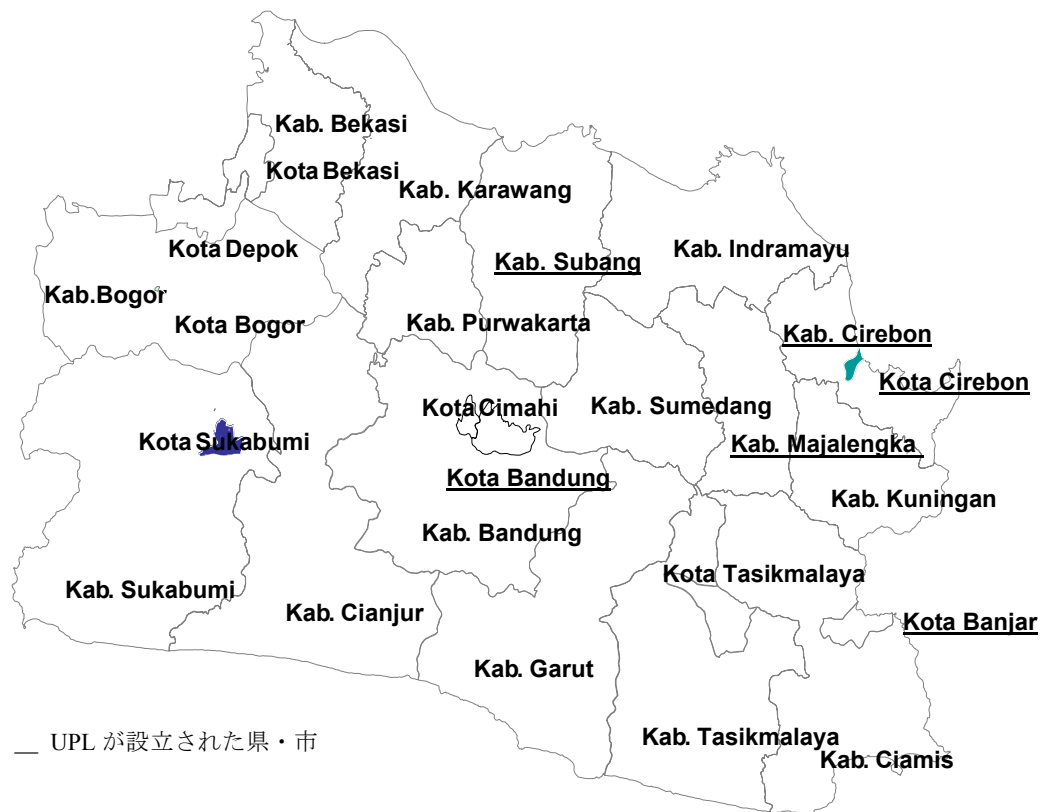 Kab. Bekasi
Kota Bekasi
Kab. Karawang
Kota Depok
Kab. Indramayu
Kab. Subang
Kab.Bogor
Kota Bogor
Kab. Purwakarta
Kab. Cirebon
Kota Cirebon
Kota Cimahi
Kab. Sumedang
Kota Sukabumi
Kab. Majalengka
Kota Bandung
Kab. Kuningan
Kab. Bandung
Kota Tasikmalaya
Kab. Sukabumi
Kab. Cianjur
Kota Banjar
Kab. Garut
Kab. Tasikmalaya
Kab. Ciamis
__ UPL が設立された県・市